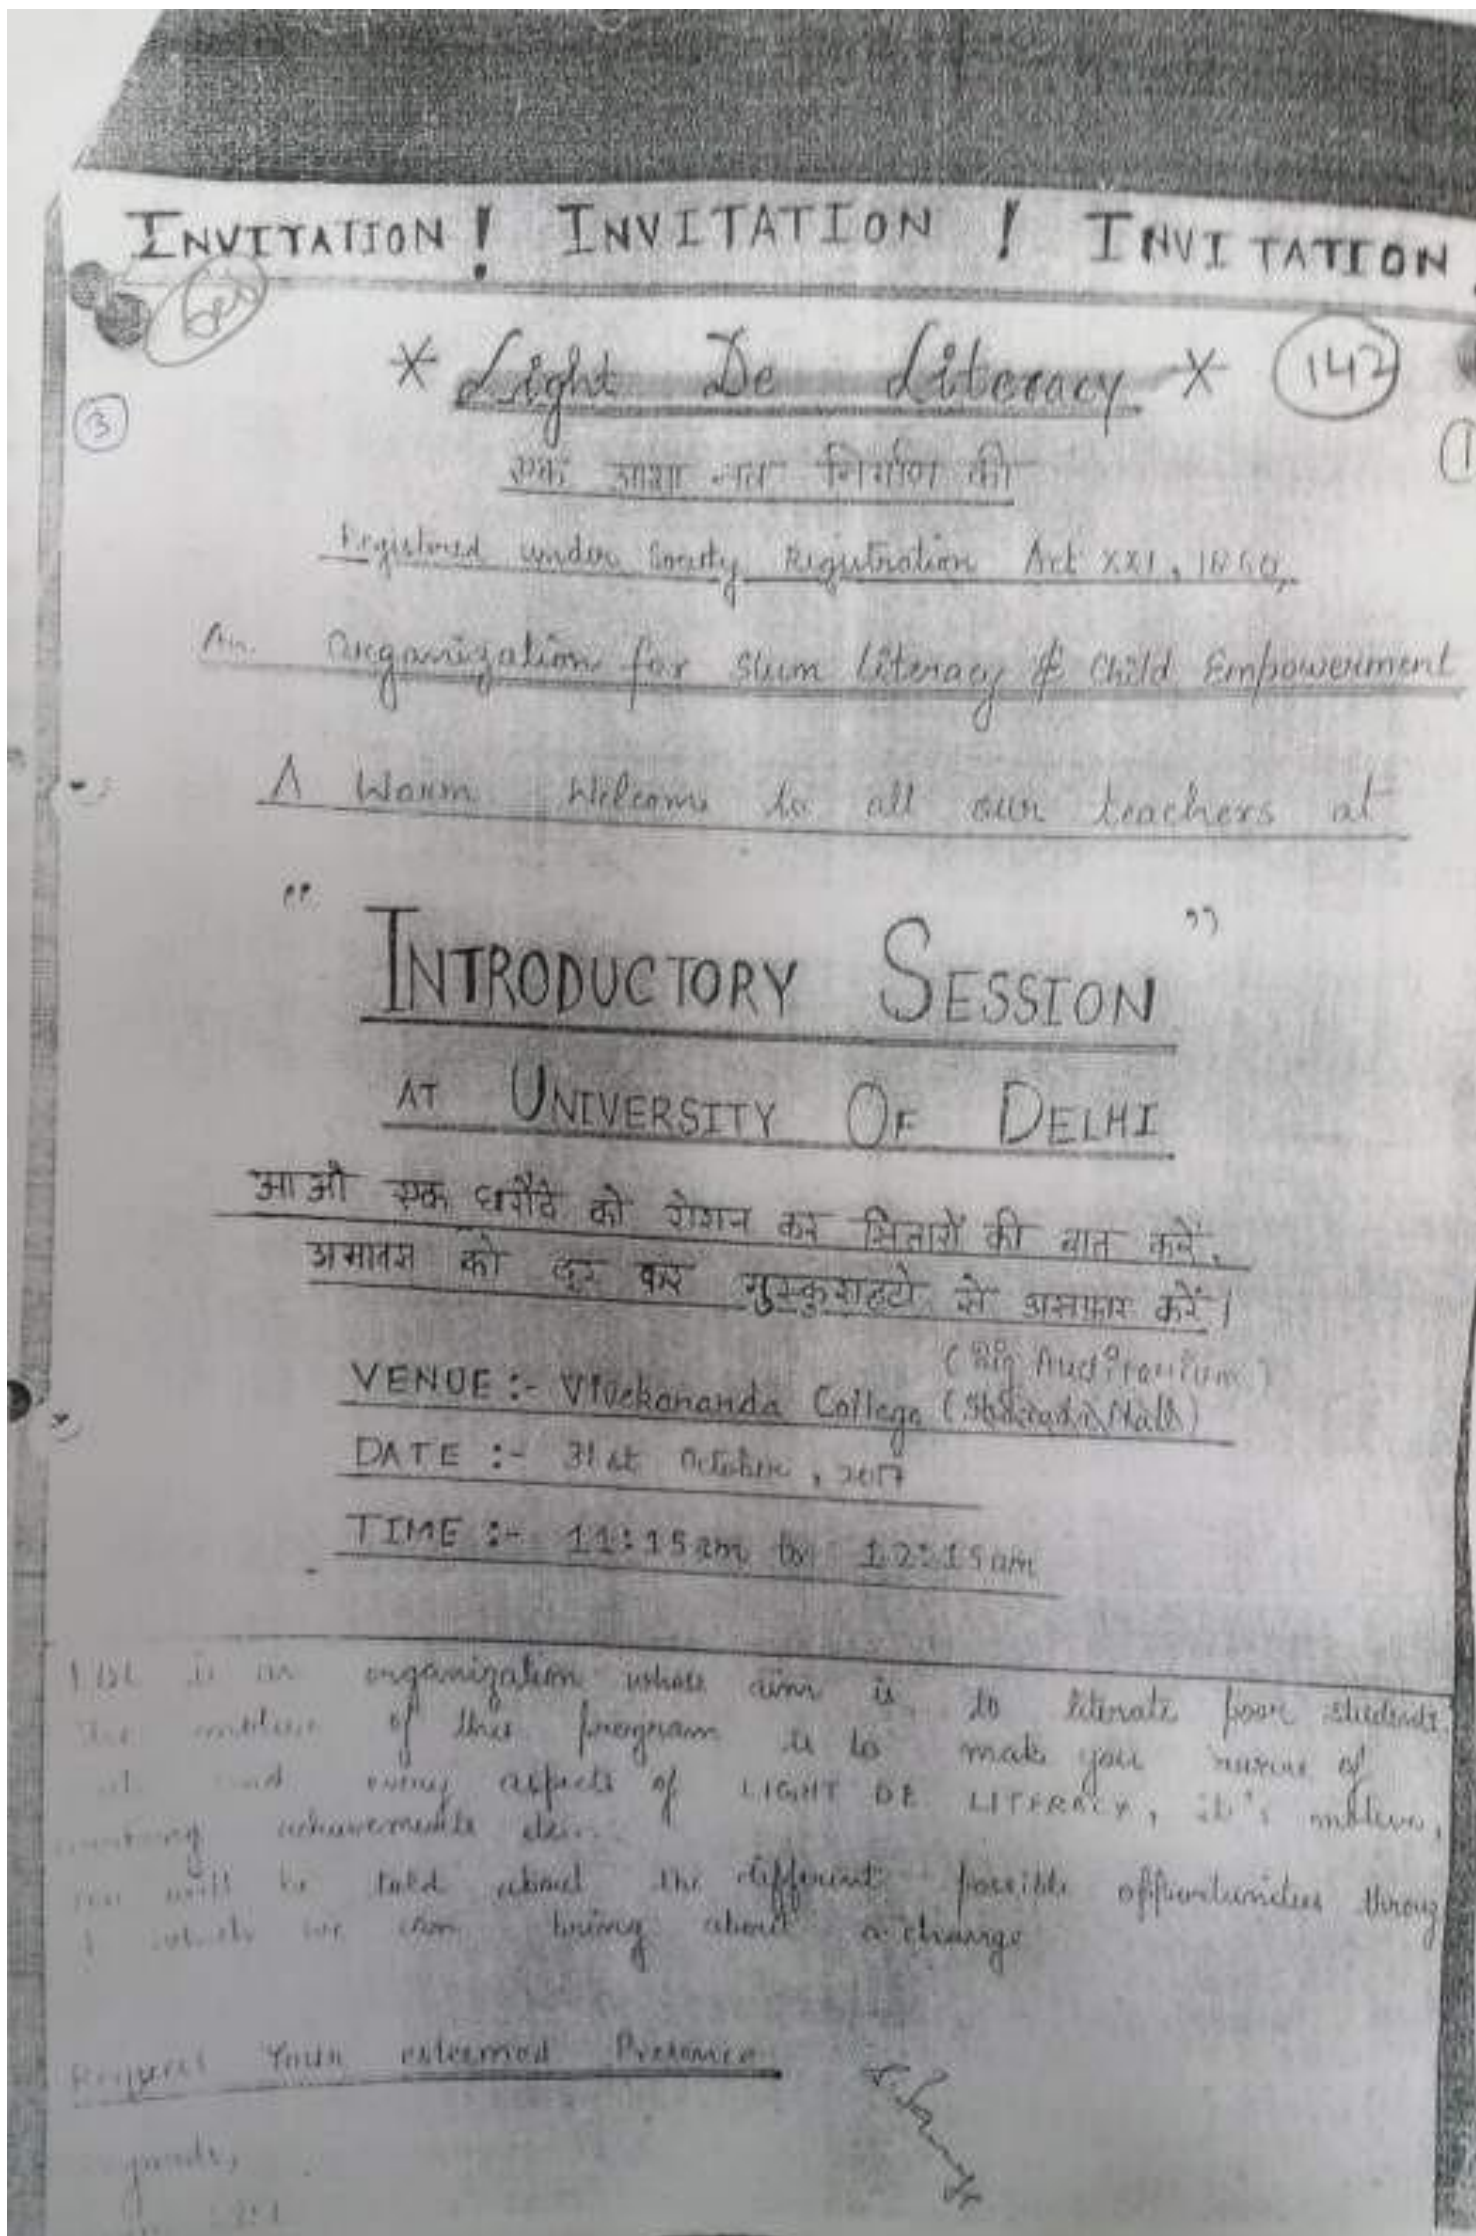 INVITATION! INVITATION! INVITATION
* Light De Literacy *
142
3
एक आशा नव निर्माण की
Registered under Society Registration Act XXI, 1860,
An Organization for Slum Literacy & Child Empowerment
A Warm Welcome to all our teachers at
"INTRODUCTORY SESSION"
AT UNIVERSITY OF DELHI
आओ एक घरौंदे को रोशन कर सितारों की बात करें,
अमावस को दूर कर मुस्कुराहटो से असफ़ार करें।
(Big Auditorium)
VENUE :- Vivekananda College
DATE :- 31st October, 2017
TIME :- 11:15am to 12:15am
LDL is an organization whose aim is to literate poor students.
The motive of this program is to make you aware of
and every aspects of LIGHT DE LITERACY, it's motive,
achievements etc.
will be told about the different possible opportunities throug
which we can bring about a change
Request Your esteemed Presence